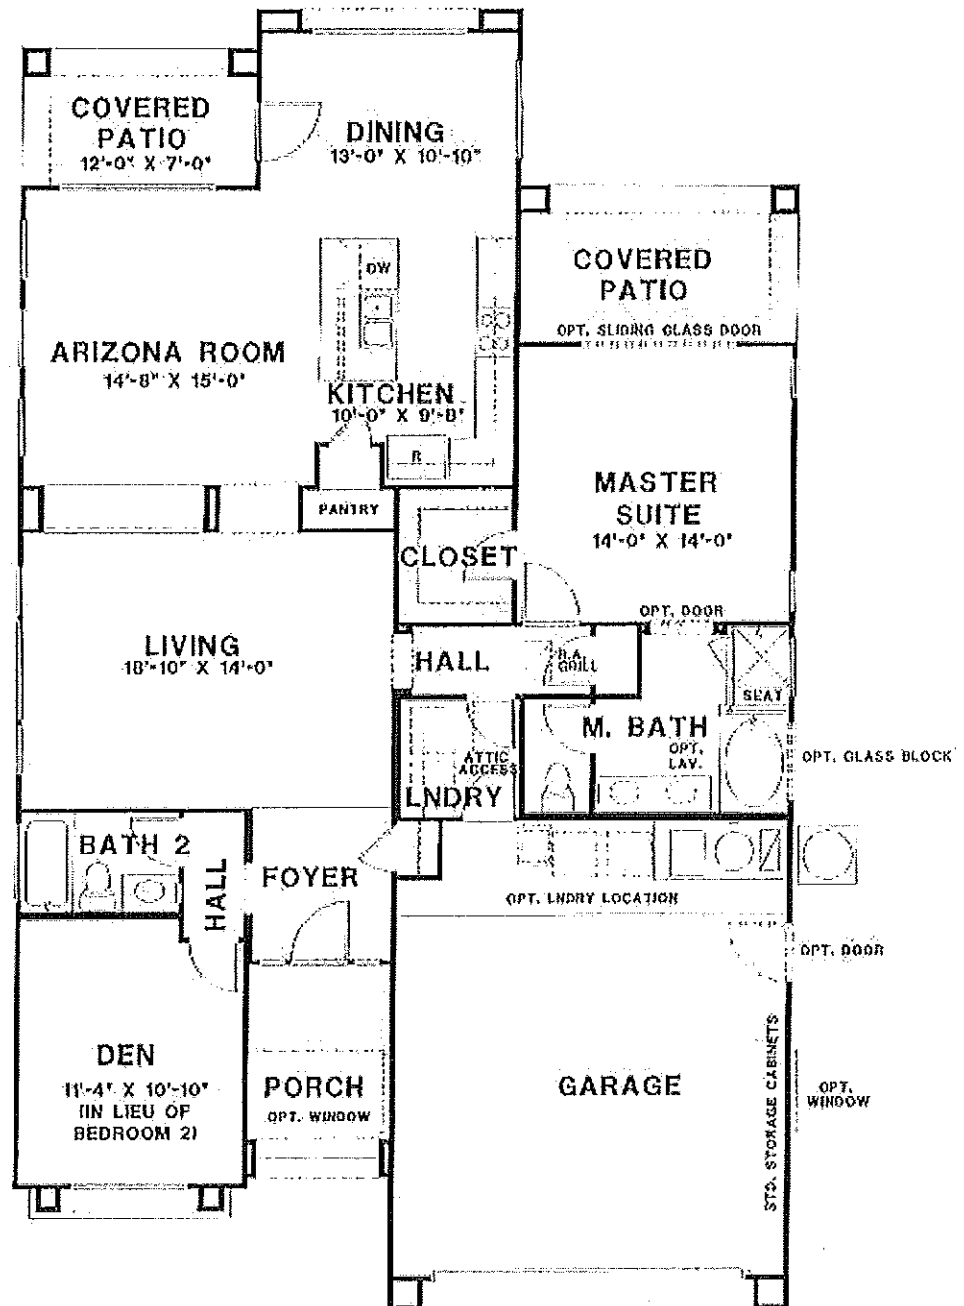 COVERED
PATIO
12'-0" X 7'-0"
DINING
13'-0" X 10'-10"
COVERED
PATIO
OPT. SLIDING GLASS DOOR
DW
ARIZONA ROOM
14'-8" X 15'-0"
KITCHEN
10'-0" X 9'-8"
R
PANTRY
MASTER
SUITE
14'-0" X 14'-0"
CLOSET
OPT. DOOR
LIVING
18'-10" X 14'-0"
HALL
R.A.
GRILL
SEAT
M. BATH
OPT.
LAV.
ATTIC
ACCESS
LNDRY
OPT. GLASS BLOCK
BATH 2
HALL
FOYER
OPT. LNDRY LOCATION
OPT. DOOR
DEN
11'-4" X 10'-10"
(IN LIEU OF
BEDROOM 2)
PORCH
OPT. WINDOW
GARAGE
STD. STORAGE CABINETS
OPT.
WINDOW